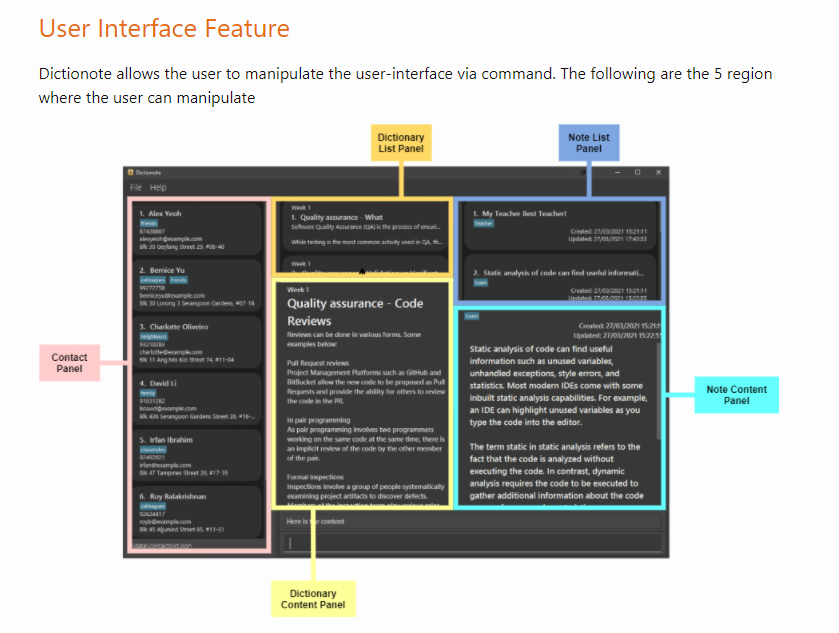 User Interface Feature
Dictionote allows the user to manipulate the user-interface via command. The following are the 5 region
where the user can manipulate
Dictionary
List Panel
Note List
Panel
Dictionote
File Help
1. Alex Yeoh
friends
87438807
alexyeoh@example.com
Blk 30 Geylang Street 29, #06-40
2. Bernice Yu
colleagues friends
99272758
berniceyu@example.com
Blk 30 Lorong 3 Serangoon Gardens, #07-18
3. Charlotte Oliveiro
neighbours
93210283
charlotte@example.com
Blk 11 Ang Mo Kio Street 74, #11-04
4. David Li
family
91031282
lidavid@example.com
Blk 436 Serangoon Gardens Street 26, #16-...
5. Irfan Ibrahim
classmates
92492021
irfan@example.com
Blk 47 Tampines Street 20, #17-35
6. Roy Balakrishnan
colleagues
92624417
royb@example.com
Blk 45 Aljunied Street 85, #11-31
Contact
Panel
Week 1
1. Quality assurance - What
Software Quality Assurance (QA) is the process of ensuri...
While testing is the most common activity used in QA, th...
Week 1
Week 1
Quality assurance - Code
Reviews
Reviews can be done in various forms. Some
examples below:
Pull Request reviews
Project Management Platforms such as GitHub and
BitBucket allow the new code to be proposed as Pull
Requests and provide the ability for others to review
the code in the PR.
In pair programming
As pair programming involves two programmers
working on the same code at the same time, there is
an implicit review of the code by the other member
of the pair.
Formal inspections
Inspections involve a group of people systematically
examining project artifacts to discover defects.
Here is the content
1. My Teacher Best Teacher!
Teacher
Created: 27/03/2021 15:21:11
Updated: 27/03/2021 17:42:53
2. Static analysis of code can find useful informati...
Exam
Created: 27/03/2021 15:21:11
Exam
Created: 27/03/2021 15:21:1
Updated: 27/03/2021 15:22:5
Static analysis of code can find useful
information such as unused variables,
unhandled exceptions, style errors, and
statistics. Most modern IDEs come with some
inbuilt static analysis capabilities. For example,
an IDE can highlight unused variables as you
type the code into the editor.
The term static in static analysis refers to the
fact that the code is analyzed without
executing the code. In contrast, dynamic
analysis requires the code to be executed to
gather additional information about the code
Note Content
Panel
Dictionary
Content Panel